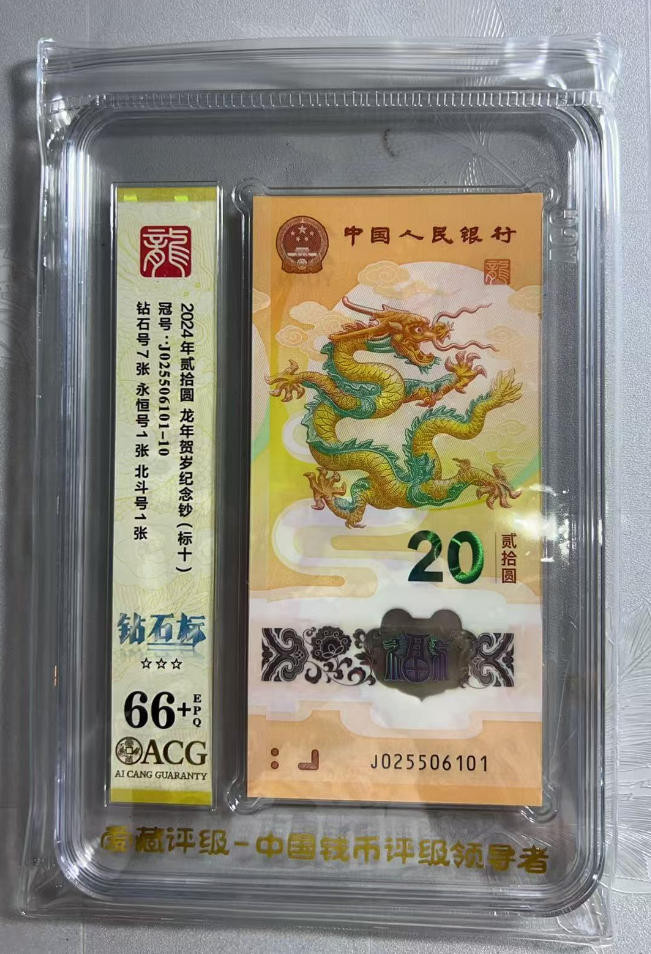 龍
2024年贰拾圆 龙年贺岁纪念钞(标十)
冠号:J025506101-10
钻石号7张 永恒号1张 北斗号1张
钻石标
☆☆☆
66+
EPQ
ACG
AI CANG GUARANTY
中国人民银行
龍
20
贰拾圆
福
J025506101
爱藏评级-中国钱币评级领导者